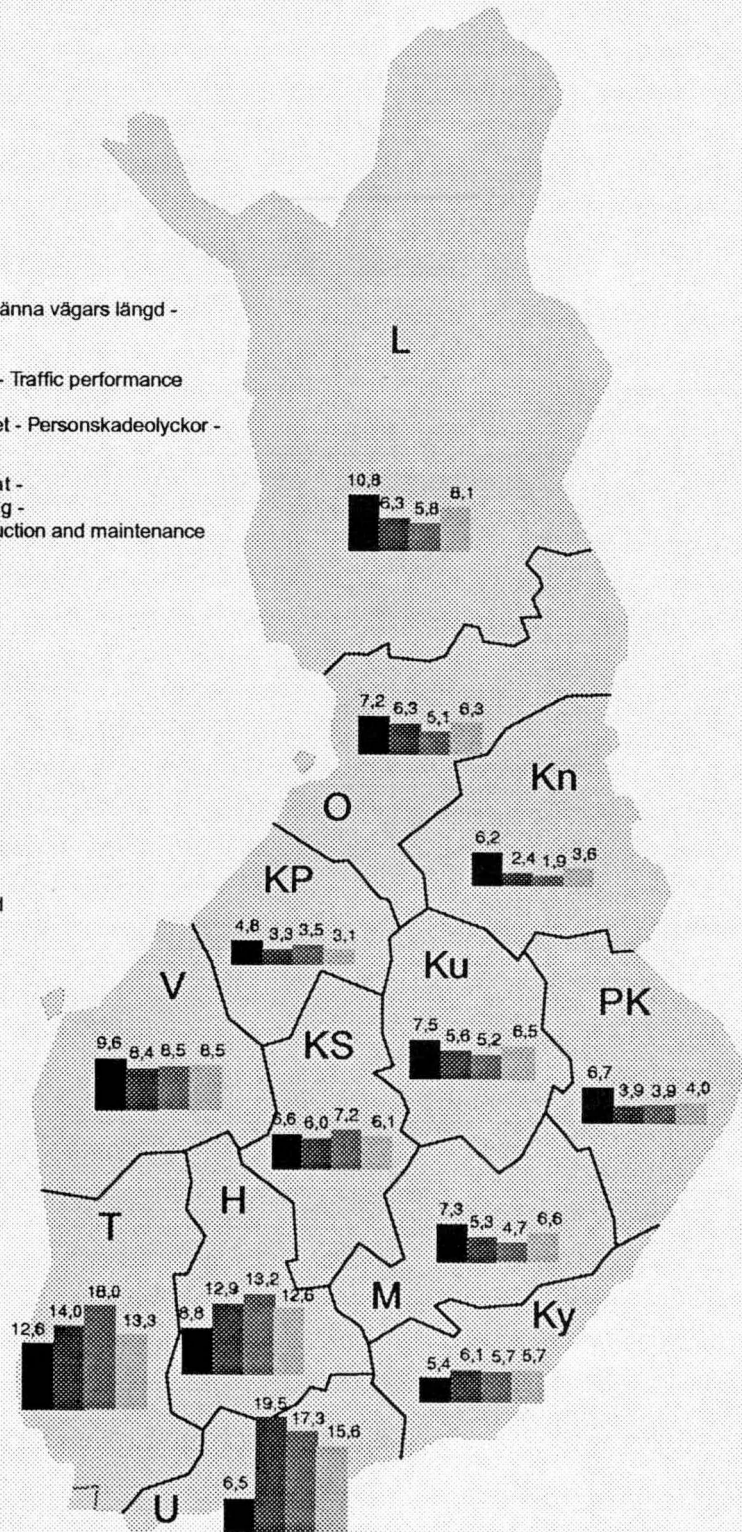 änna vägars längd -
- Traffic performance
et - Personskadeolyckor -
nt -
g -
uction and maintenance
L
10,8 6,3 5,8 8,1
7,2 6,3 5,1 6,3
Kn
O
6,2 2,4 1,9 3,6
KP
4,8 3,3 3,5 3,1
Ku
V
PK
KS
9,6 8,4 8,5 8,5
7,5 5,6 5,2 6,5
6,7 3,9 3,9 4,0
6,6 6,0 7,2 6,1
H
T
7,3 5,3 4,7 6,6
M
Ky
12,6 14,0 18,0 13,3
8,8 12,9 13,2 12,6
5,4 6,1 5,7 5,7
6,5 19,5 17,3 15,6
U